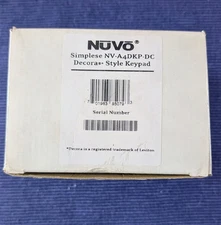 NUVO
Simplese NV-A4DKP-DC
Decora®- Style Keypad
Serial Number
*Decora is a registered trademark of Leviton